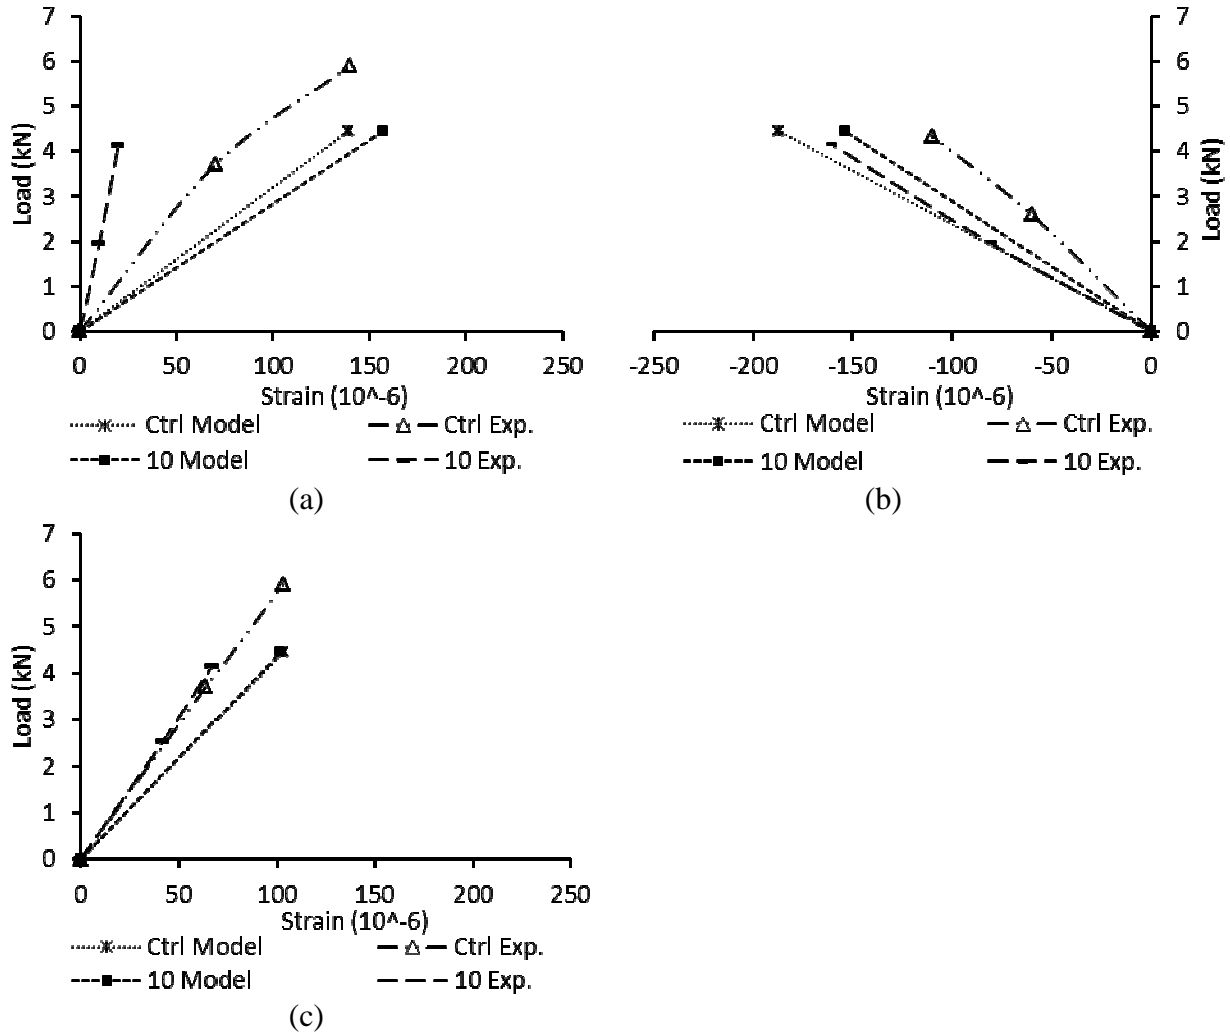 7
6
5
4
3
2
1
0
Load (kN)
0 50 100 150 200 250
Strain (10^-6)
Ctrl Model Ctrl Exp.
10 Model 10 Exp.
(a)
7
6
5
4
3
2
1
0
Load (kN)
-250 -200 -150 -100 -50 0
Strain (10^-6)
Ctrl Model Ctrl Exp.
10 Model 10 Exp.
(b)
7
6
5
4
3
2
1
0
Load (kN)
0 50 100 150 200 250
Strain (10^-6)
Ctrl Model Ctrl Exp.
10 Model 10 Exp.
(c)